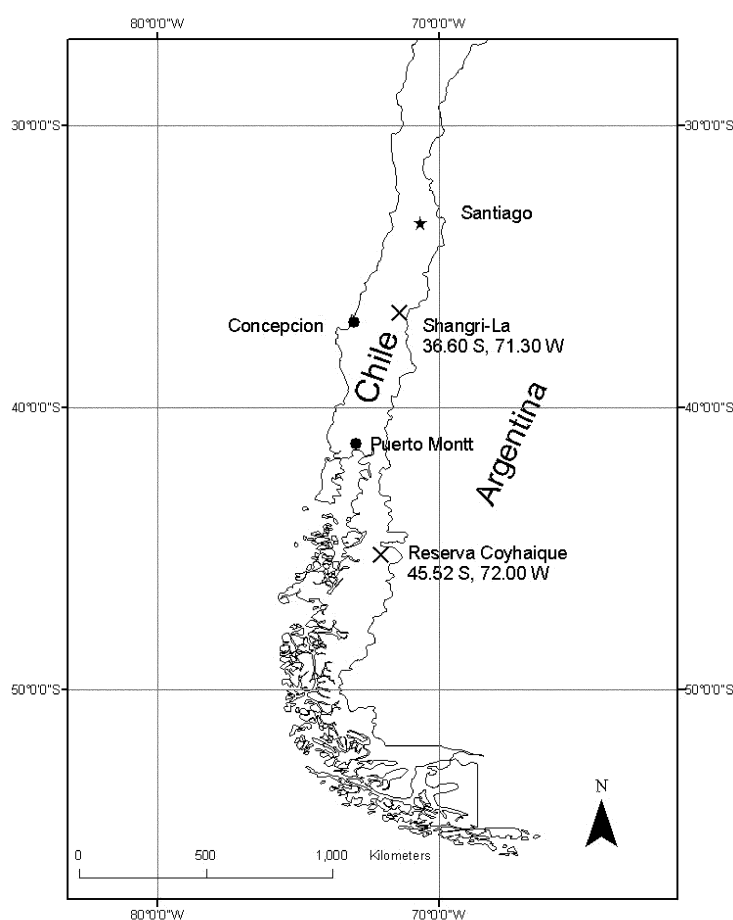 80°0'0"W 70°0'0"W
30°0'0"S 30°0'0"S
Santiago
Concepcion
Shangri-La
36.60 S, 71.30 W
Chile
40°0'0"S 40°0'0"S
Argentina
Puerto Montt
Reserva Coyhaique
45.52 S, 72.00 W
50°0'0"S 50°0'0"S
N
0 500 1,000 Kilometers
80°0'0"W 70°0'0"W